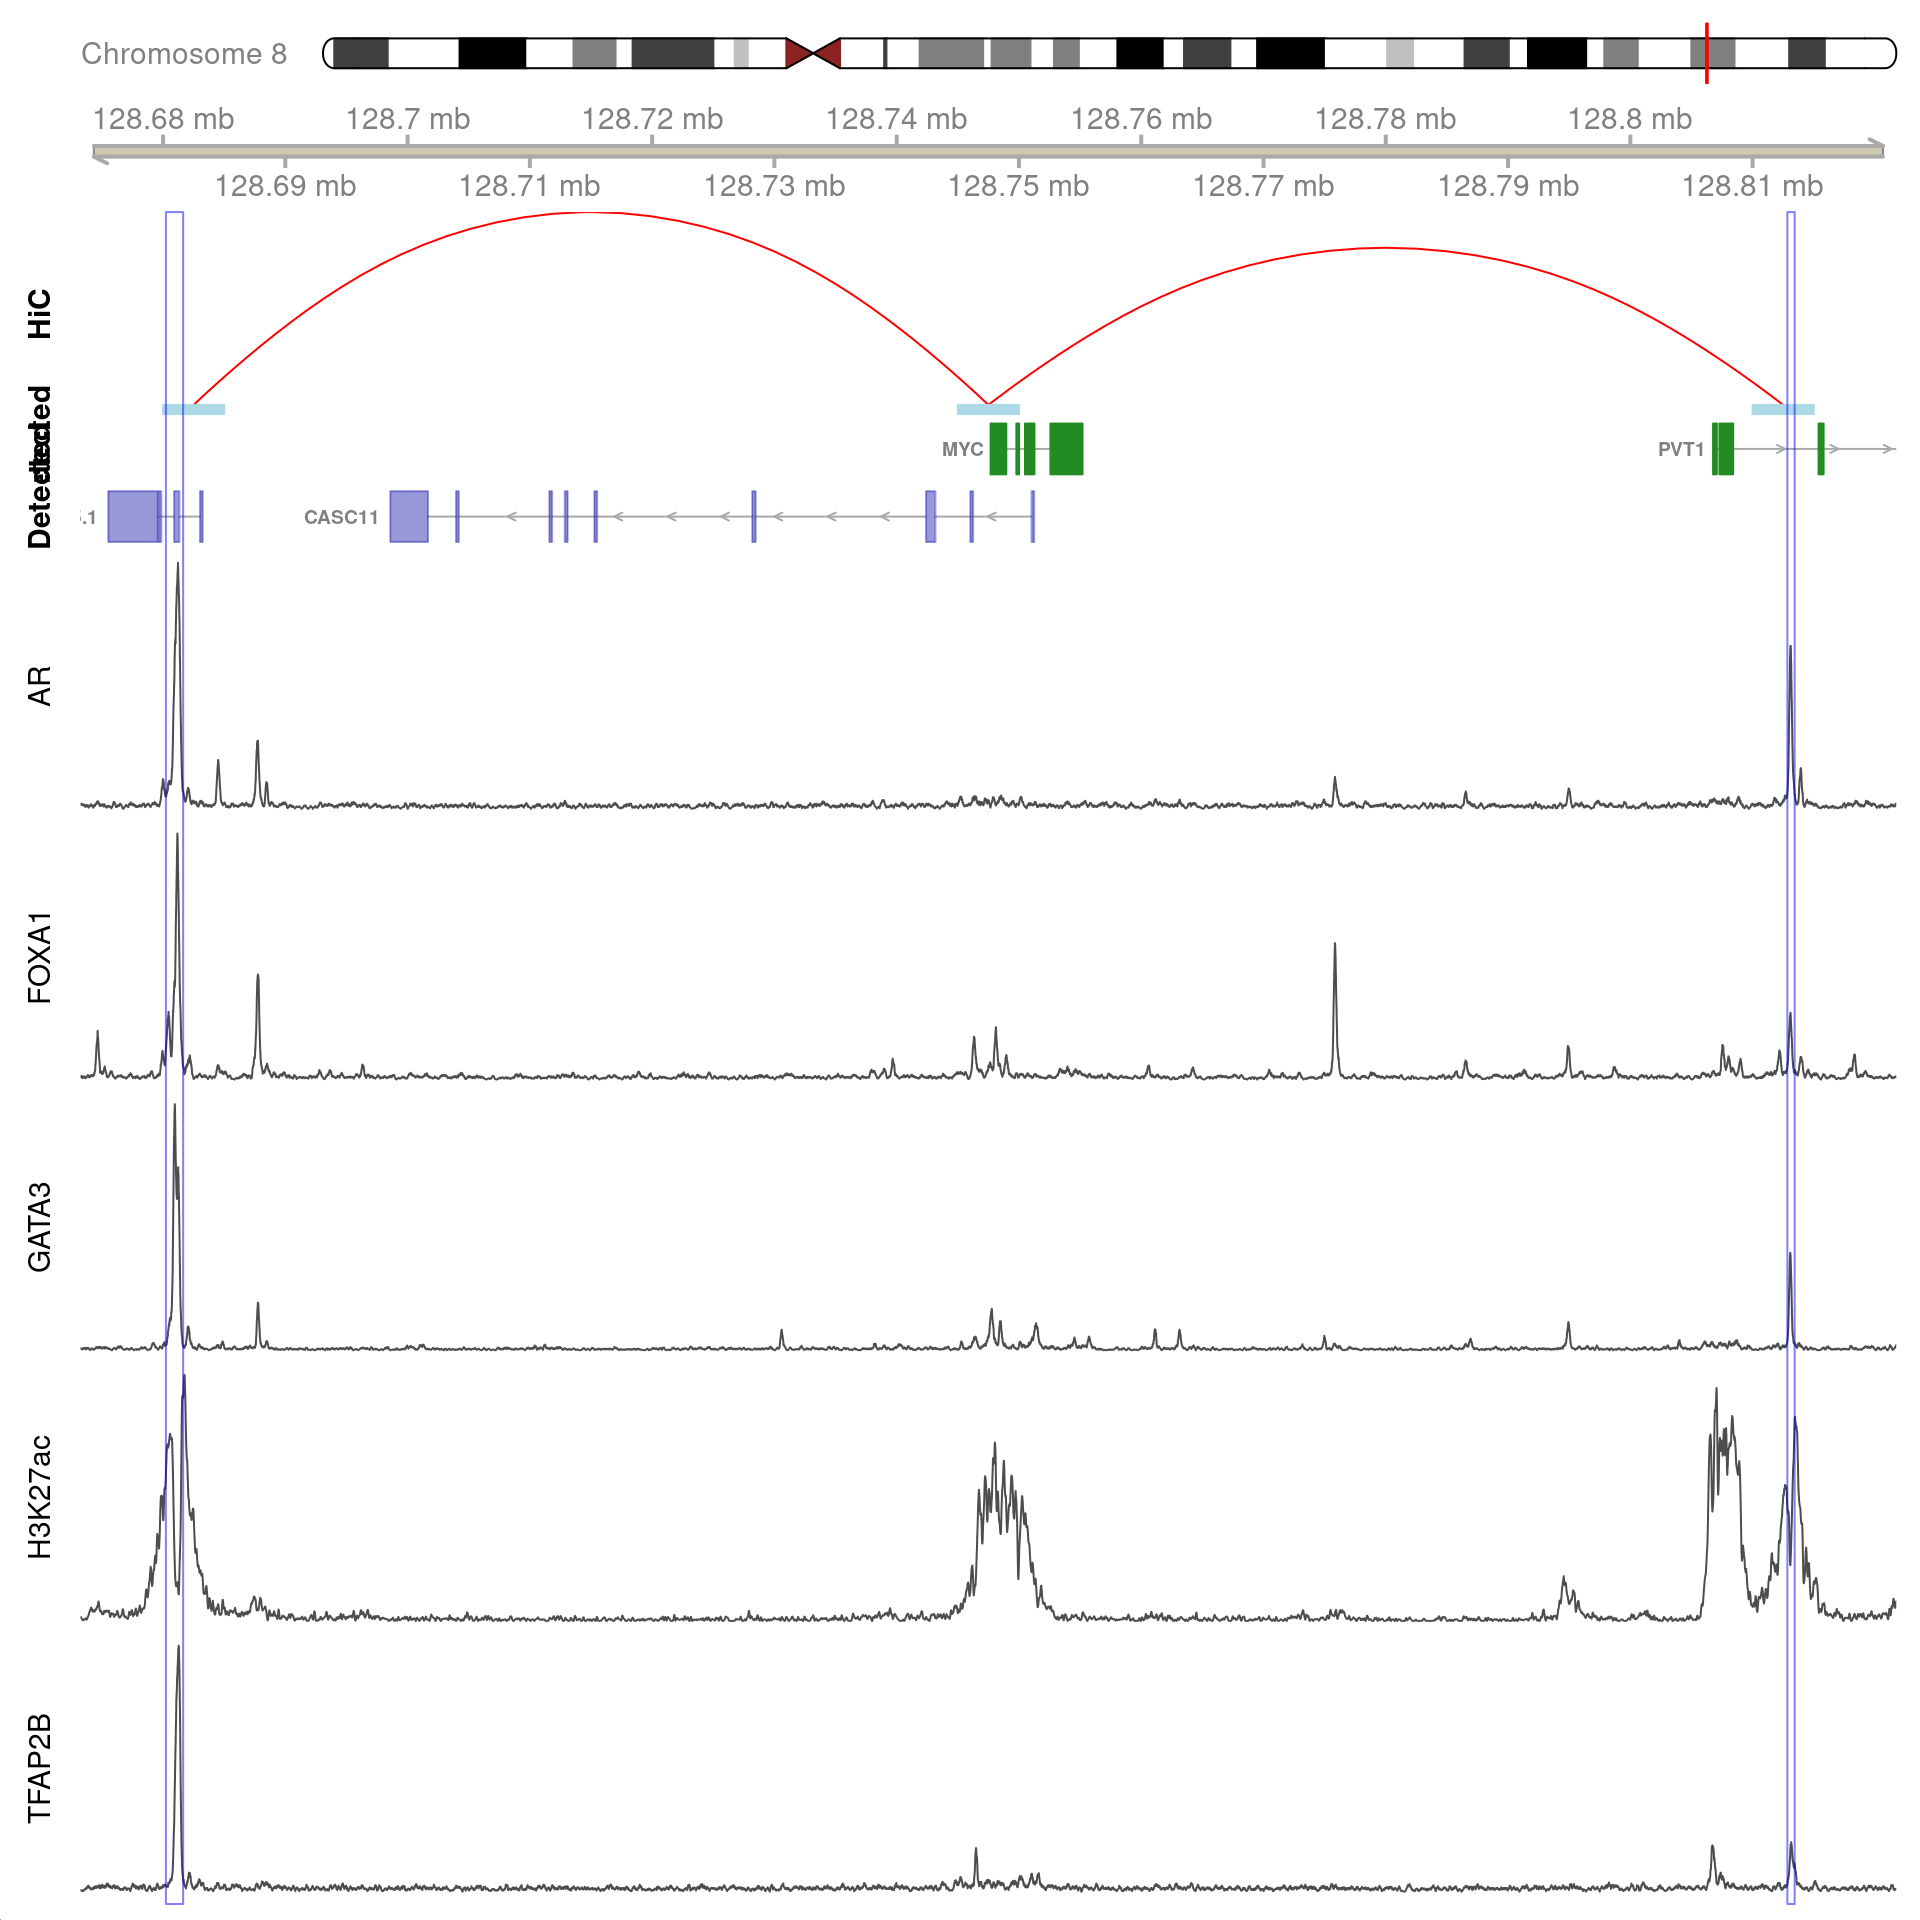 Chromosome 8
128.68 mb 128.7 mb 128.72 mb 128.74 mb 128.76 mb 128.78 mb 128.8 mb
128.69 mb 128.71 mb 128.73 mb 128.75 mb 128.77 mb 128.79 mb 128.81 mb
HiC
Detected
MYC PVT1
.1 CASC11
AR
FOXA1
GATA3
H3K27ac
TFAP2B